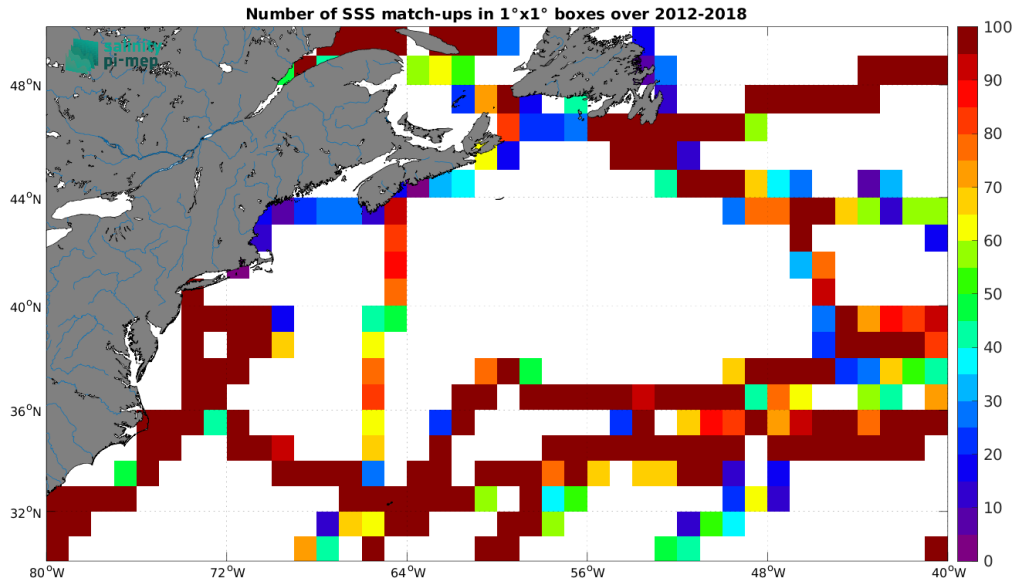 Number of SSS match-ups in 1°x1° boxes over 2012-2018
salinity
pi-mep
48°N
44°N
40°N
36°N
32°N
80°W
72°W
64°W
56°W
48°W
40°W
100
90
80
70
60
50
40
30
20
10
0